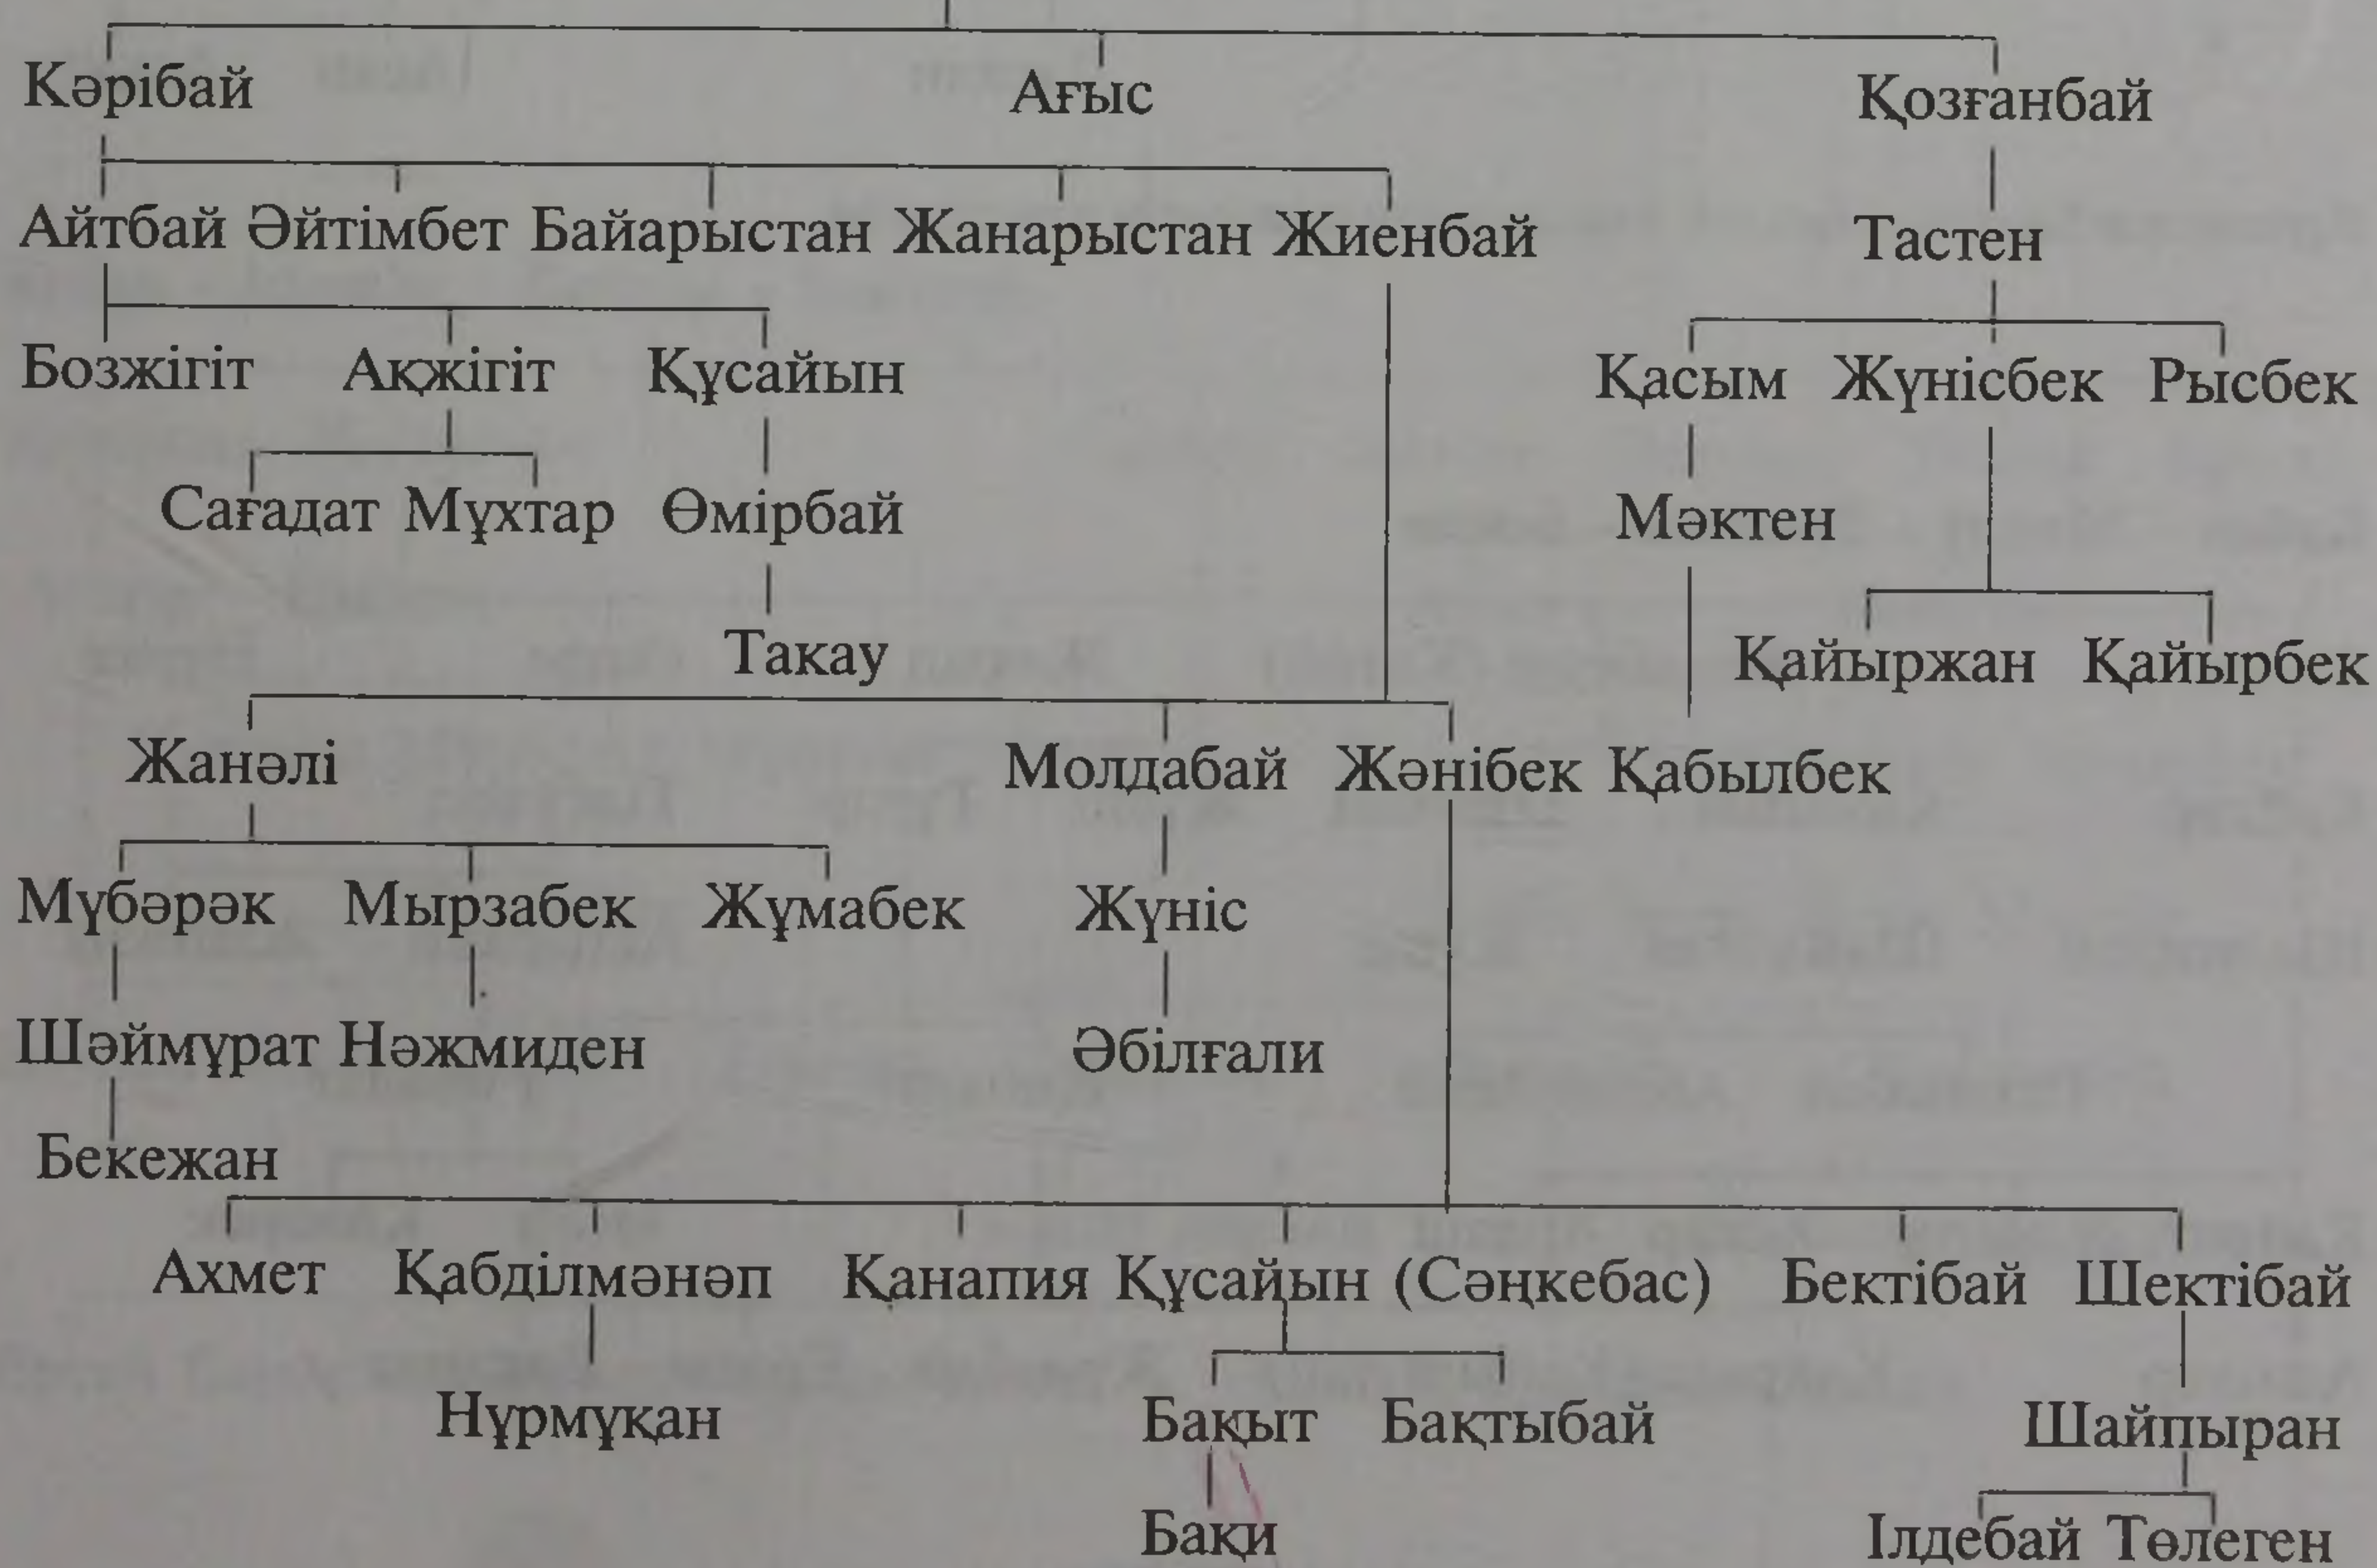 Кәрібай Ағыс Қозғанбай
Айтбай Әйтімбет Байарыстан Жанарыстан Жиенбай Тастен
Бозжігіт Ақжігіт Құсайын Қасым Жүнісбек Рысбек
Сағадат Мұхтар Өмірбай Мәктен
Такау Қайыржан Қайырбек
Жанәлі Молдабай Жәнібек Қабылбек
Мүбәрәк Мырзабек Жұмабек Жүніс
Шәймұрат Нәжмиден Әбілғали
Бекежан
Ахмет Қабділмәнәп Қанапия Құсайын (Сәңкебас) Бектібай Шектібай
Нұрмұқан Бақыт Бақтыбай Шайпыран
Бақи Ілдебай Төлеген